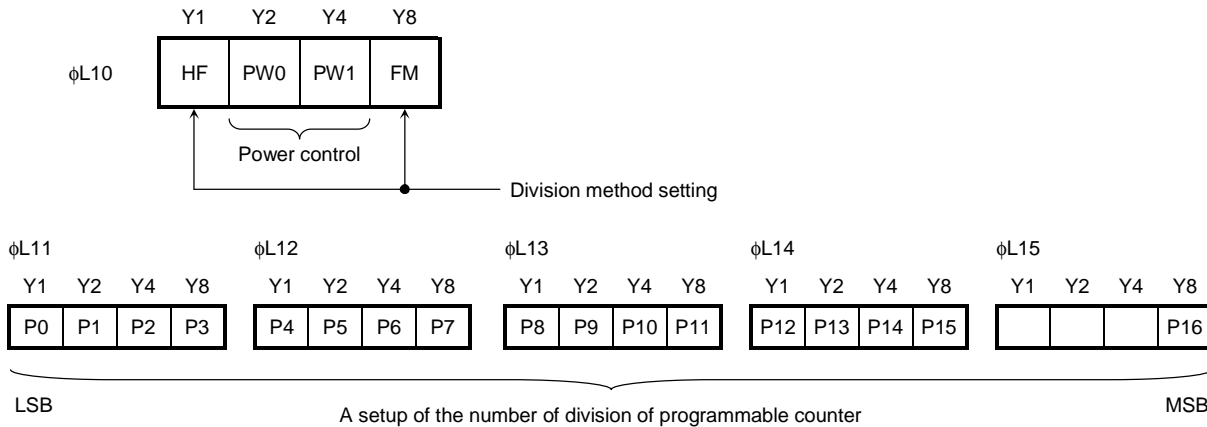 Y1 Y2 Y4 Y8
ϕL10 HF PW0 PW1 FM
Power control
Division method setting
ϕL11 ϕL12 ϕL13 ϕL14 ϕL15
Y1 Y2 Y4 Y8 Y1 Y2 Y4 Y8 Y1 Y2 Y4 Y8 Y1 Y2 Y4 Y8 Y1 Y2 Y4 Y8
P0 P1 P2 P3 P4 P5 P6 P7 P8 P9 P10 P11 P12 P13 P14 P15 P16
LSB A setup of the number of division of programmable counter MSB